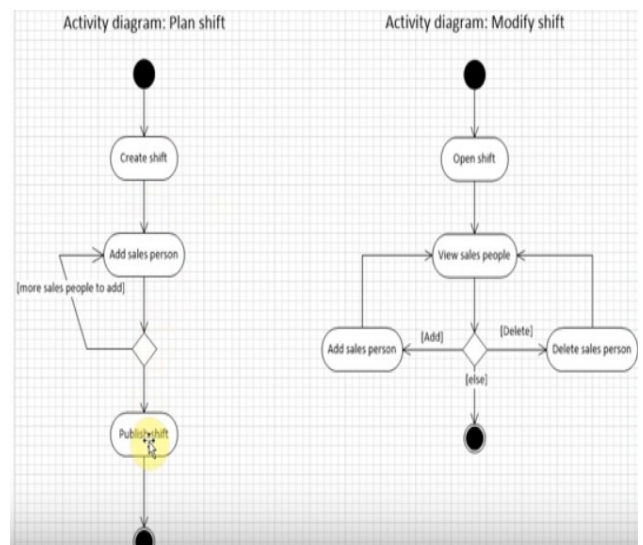 Activity diagram: Plan shift
Activity diagram: Modify shift
Create shift
Add sales person
[more sales people to add]
Publish shift
Open shift
View sales people
[Add]
[Delete]
Add sales person
Delete sales person
[else]